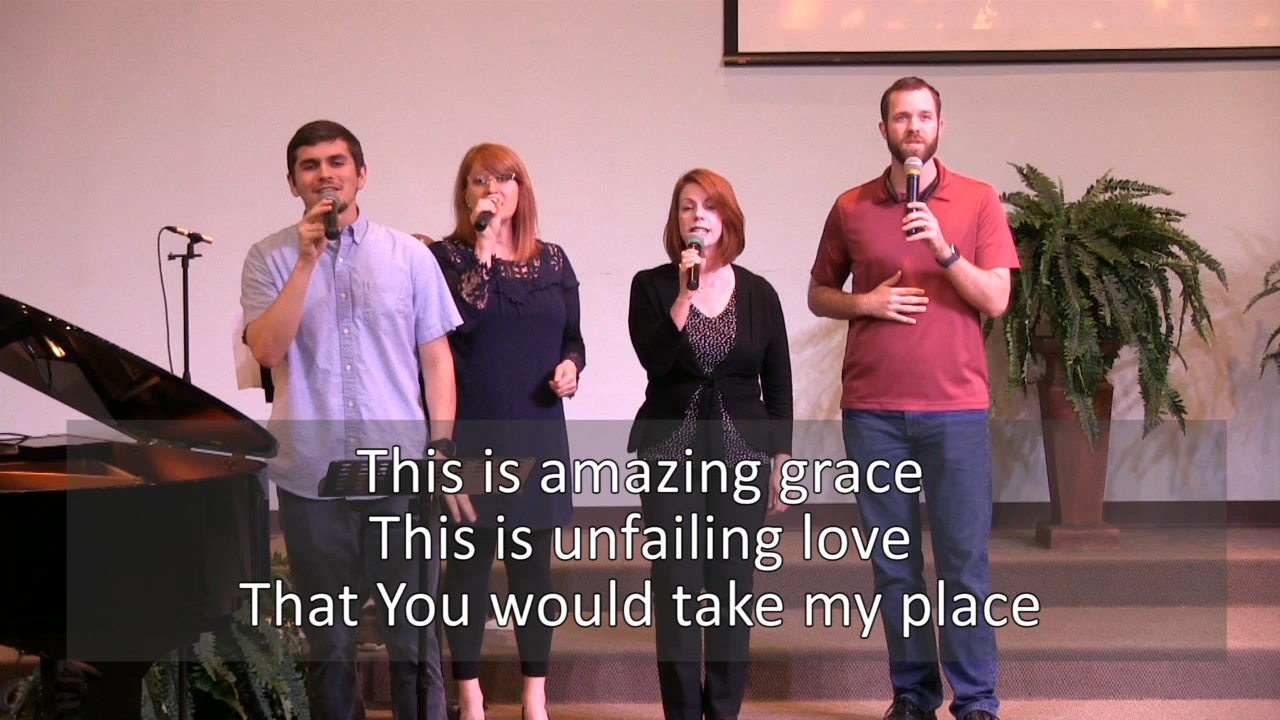 This is amazing grace
This is unfailing love
That You would take my place